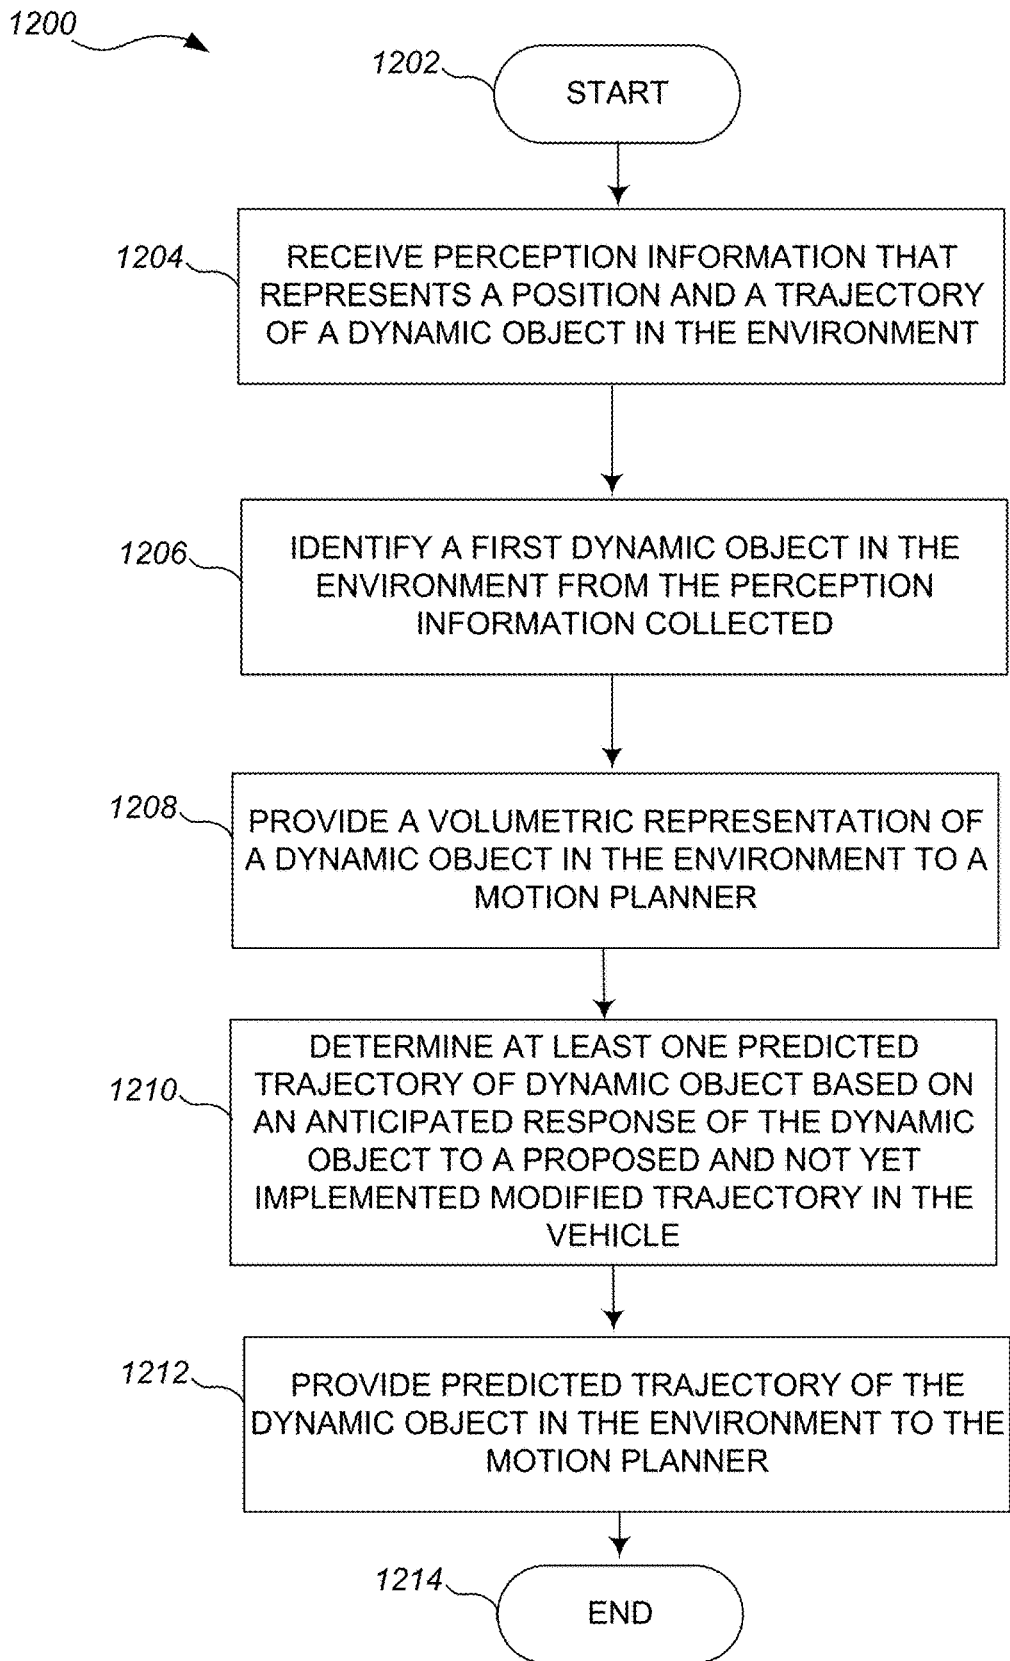 1200
1202
START
1204
RECEIVE PERCEPTION INFORMATION THAT
REPRESENTS A POSITION AND A TRAJECTORY
OF A DYNAMIC OBJECT IN THE ENVIRONMENT
1206
IDENTIFY A FIRST DYNAMIC OBJECT IN THE
ENVIRONMENT FROM THE PERCEPTION
INFORMATION COLLECTED
1208
PROVIDE A VOLUMETRIC REPRESENTATION OF
A DYNAMIC OBJECT IN THE ENVIRONMENT TO A
MOTION PLANNER
1210
DETERMINE AT LEAST ONE PREDICTED
TRAJECTORY OF DYNAMIC OBJECT BASED ON
AN ANTICIPATED RESPONSE OF THE DYNAMIC
OBJECT TO A PROPOSED AND NOT YET
IMPLEMENTED MODIFIED TRAJECTORY IN THE
VEHICLE
1212
PROVIDE PREDICTED TRAJECTORY OF THE
DYNAMIC OBJECT IN THE ENVIRONMENT TO THE
MOTION PLANNER
1214
END